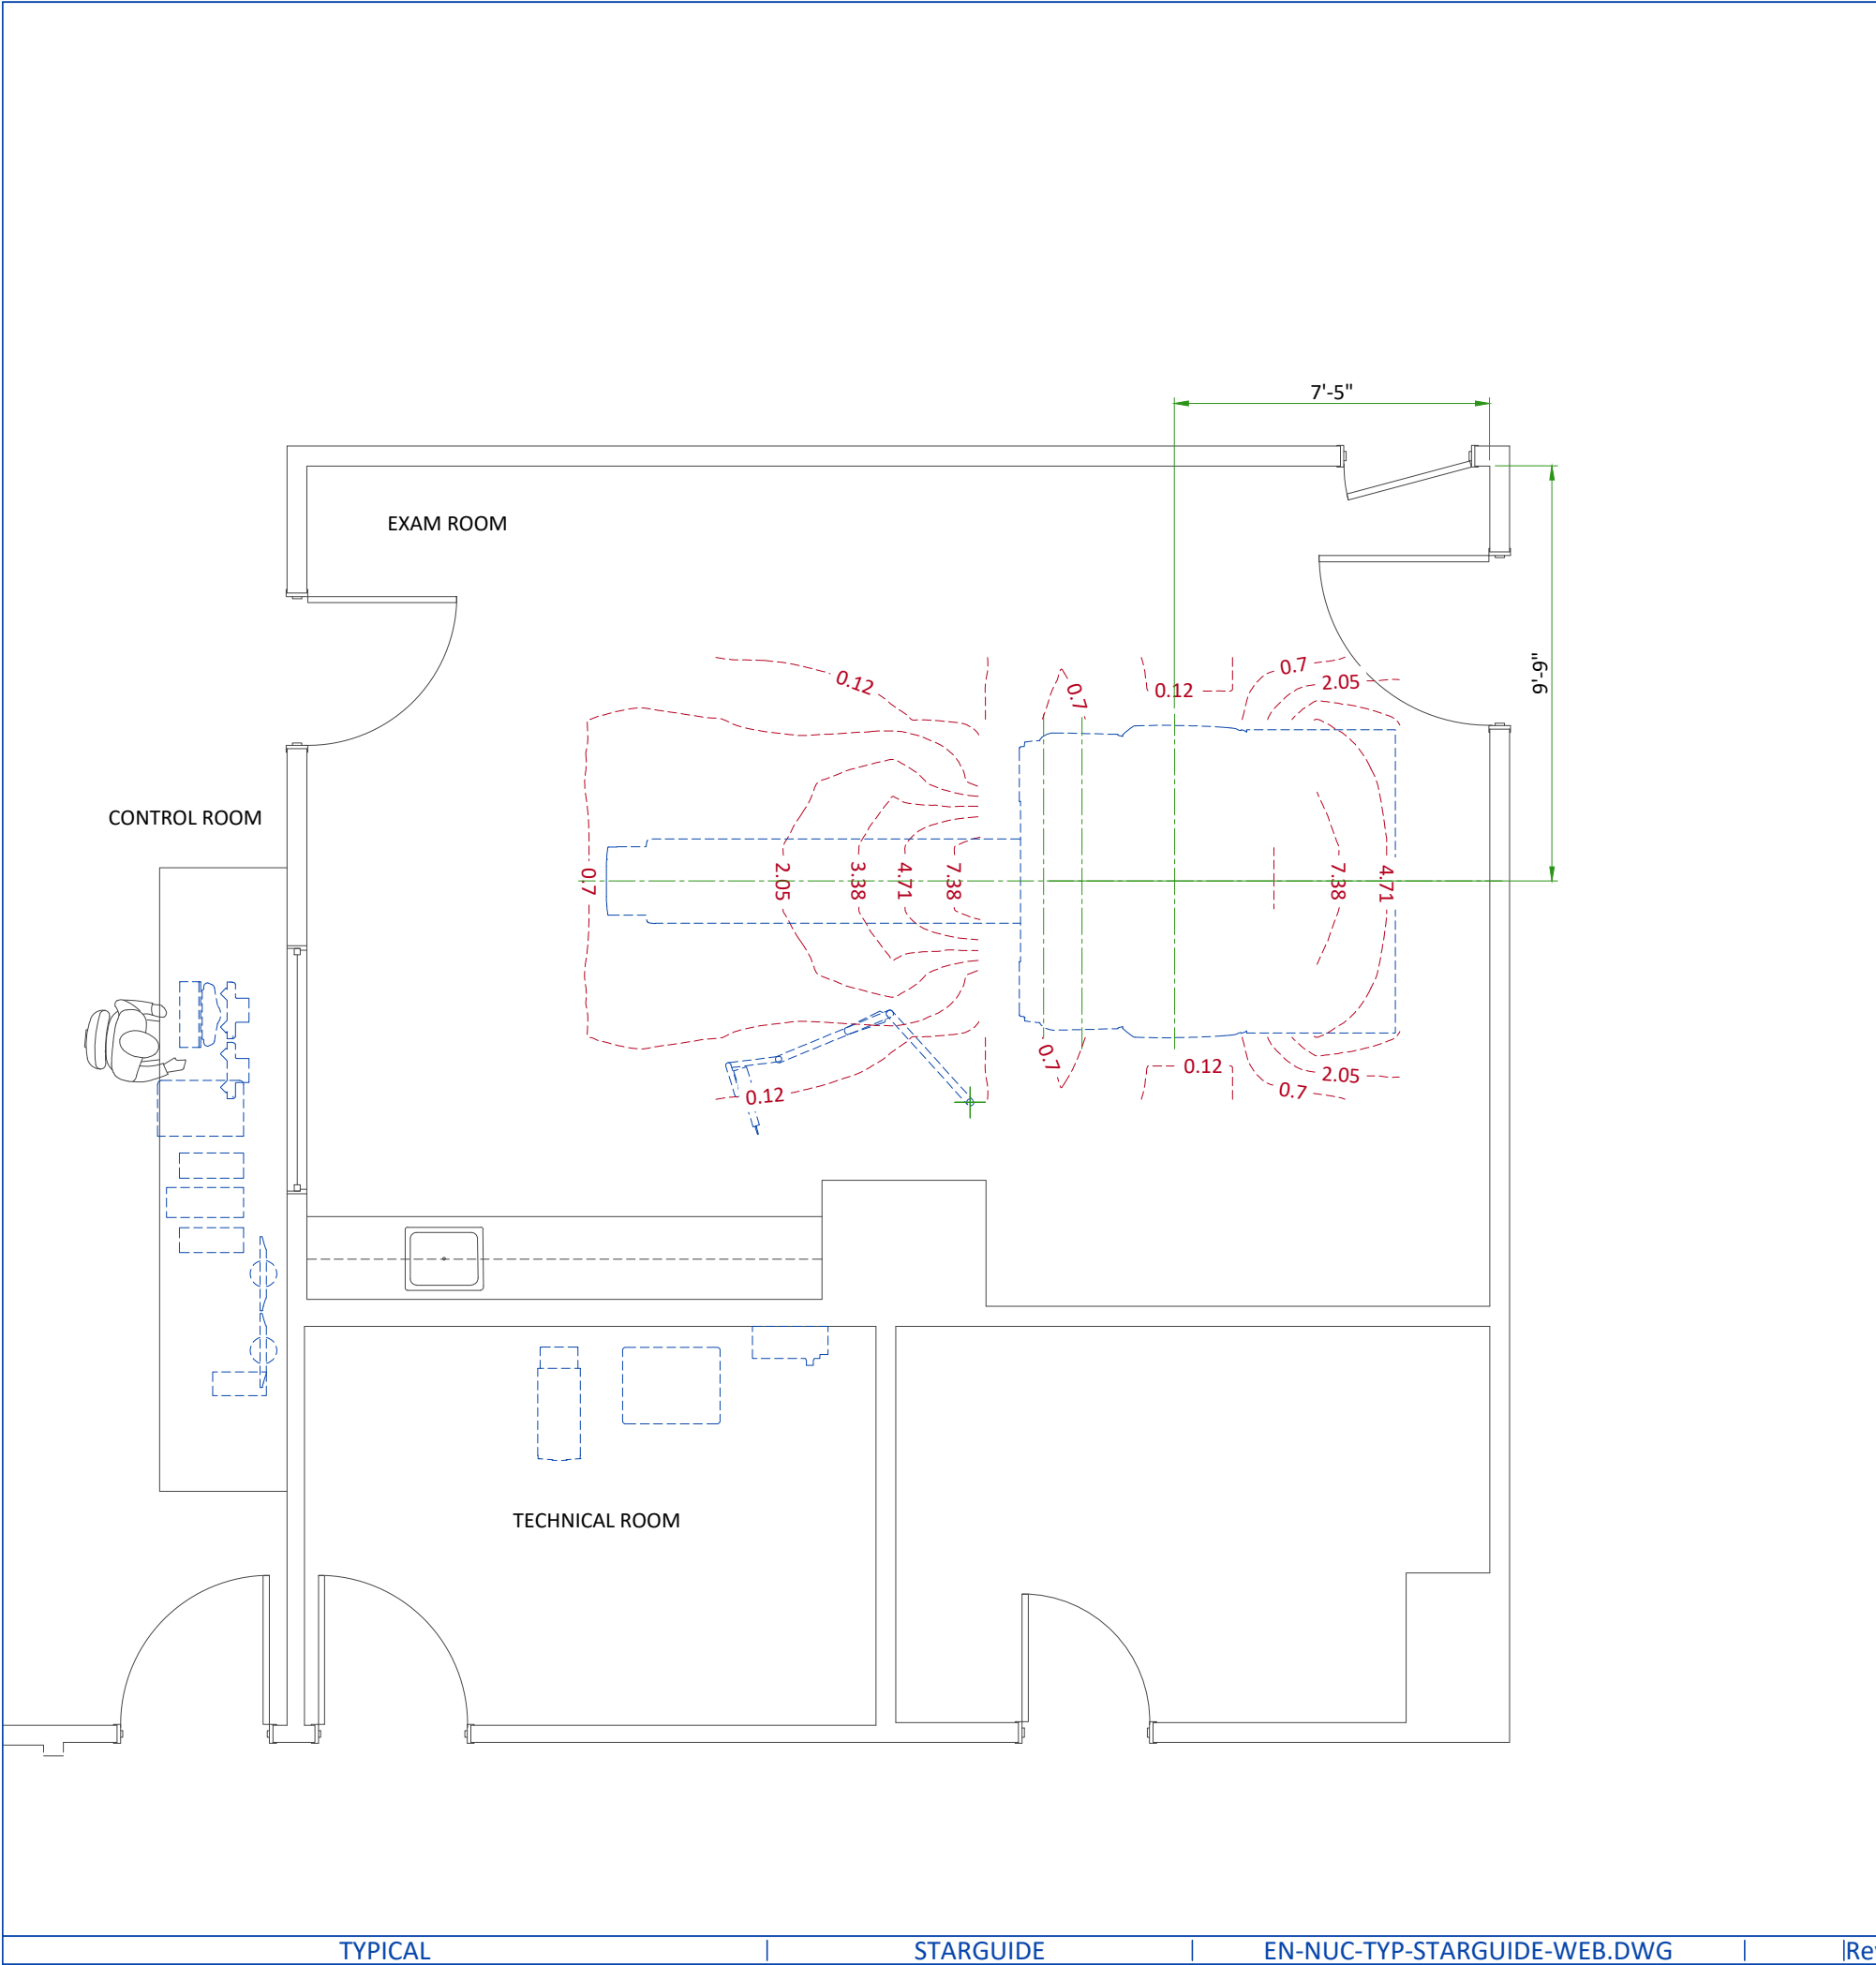 7'-5"
EXAM ROOM
9'-9"
0.7
2.05
0.12
0.7
0.12
CONTROL ROOM
0.7
2.05
3.38
4.71
7.38
7.38
4.71
0.7
0.12
2.05
0.7
0.12
TECHNICAL ROOM
TYPICAL
STARGUIDE
EN-NUC-TYP-STARGUIDE-WEB.DWG
Re